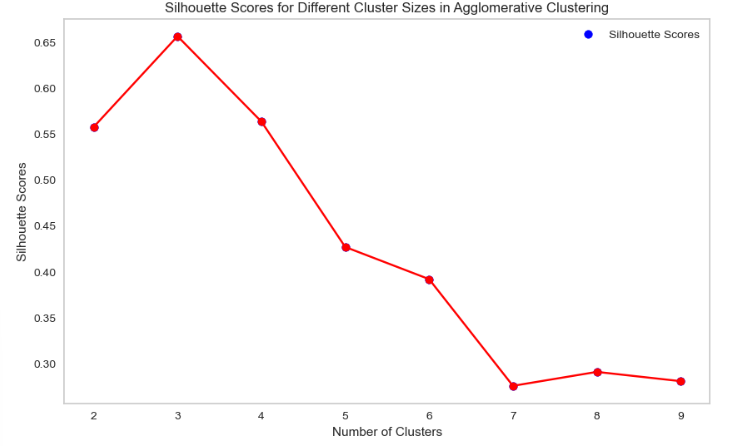 Silhouette Scores for Different Cluster Sizes in Agglomerative Clustering
Silhouette Scores
0.65
0.60
0.55
0.50
0.45
0.40
0.35
0.30
Silhouette Scores
2 3 4 5 6 7 8 9
Number of Clusters